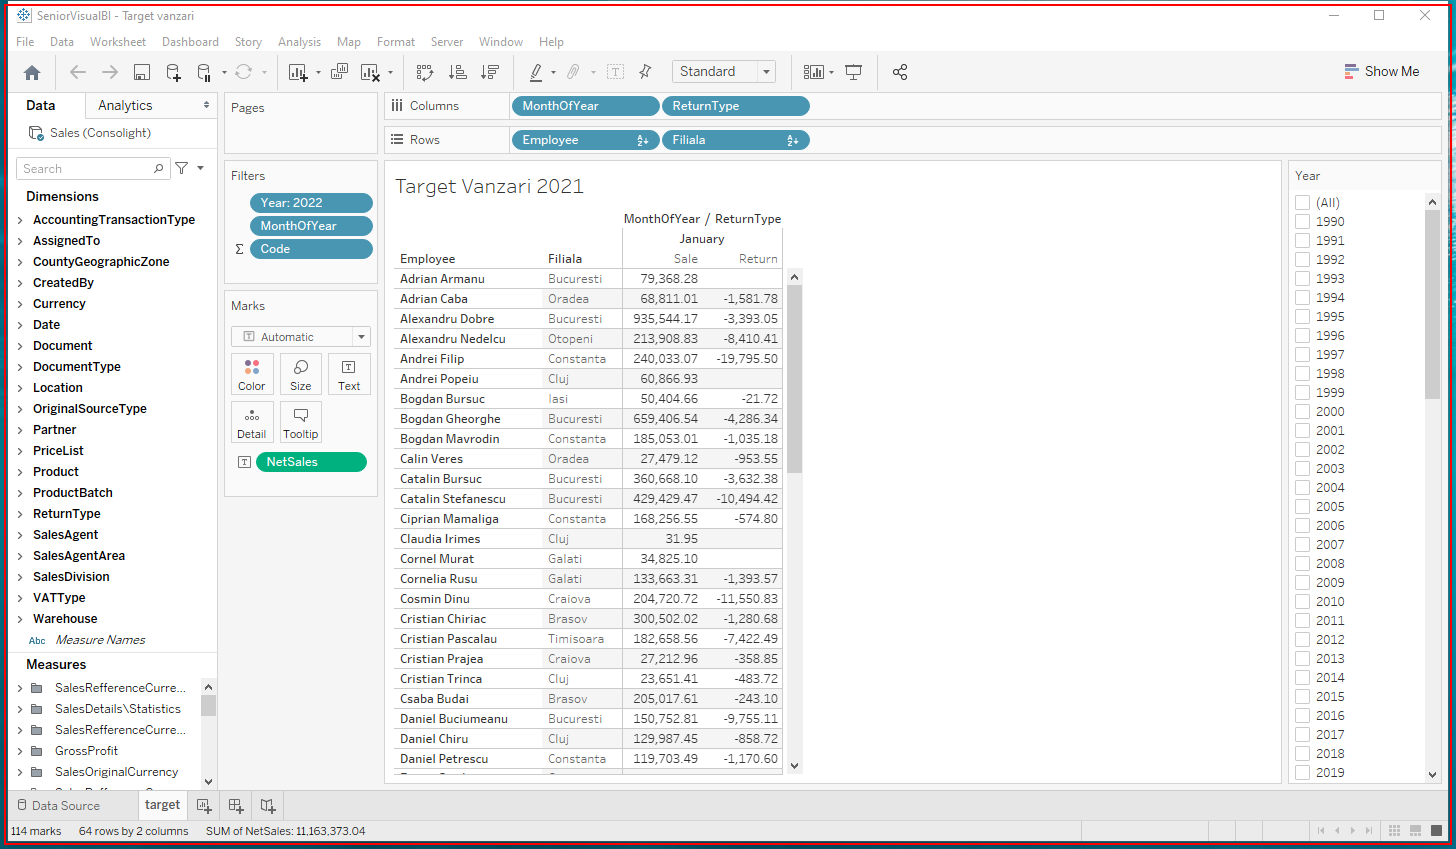 SeniorVisualBI - Target vanzari
File Data Worksheet Dashboard Story Analysis Map Format Server Window Help
Standard
Show Me
Data Analytics
Sales (Consolight)
Search
Dimensions
AccountingTransactionType
AssignedTo
CountyGeographicZone
CreatedBy
Currency
Date
Document
DocumentType
Location
OriginalSourceType
Partner
PriceList
Product
ProductBatch
ReturnType
SalesAgent
SalesAgentArea
SalesDivision
VATType
Warehouse
Abc Measure Names
Measures
SalesRefferenceCurre...
SalesDetails\Statistics
SalesRefferenceCurre...
GrossProfit
SalesOriginalCurrency
Pages
Filters
Year: 2022
MonthOfYear
Σ Code
Marks
T Automatic
Color Size Text
Detail Tooltip
T NetSales
Columns MonthOfYear ReturnType
Rows Employee Filiala
Target Vanzari 2021
MonthOfYear / ReturnType
January
Employee Filiala Sale Return
Adrian Armanu Bucuresti 79,368.28
Adrian Caba Oradea 68,811.01 -1,581.78
Alexandru Dobre Bucuresti 935,544.17 -3,393.05
Alexandru Nedelcu Otopeni 213,908.83 -8,410.41
Andrei Filip Constanta 240,033.07 -19,795.50
Andrei Popeiu Cluj 60,866.93
Bogdan Bursuc Iasi 50,404.66 -21.72
Bogdan Gheorghe Bucuresti 659,406.54 -4,286.34
Bogdan Mavrodin Constanta 185,053.01 -1,035.18
Calin Veres Oradea 27,479.12 -953.55
Catalin Bursuc Bucuresti 360,668.10 -3,632.38
Catalin Stefanescu Bucuresti 429,429.47 -10,494.42
Ciprian Mamaliga Constanta 168,256.55 -574.80
Claudia Irimes Cluj 31.95
Cornel Murat Galati 34,825.10
Cornelia Rusu Galati 133,663.31 -1,393.57
Cosmin Dinu Craiova 204,720.72 -11,550.83
Cristian Chiriac Brasov 300,502.02 -1,280.68
Cristian Pascalau Timisoara 182,658.56 -7,422.49
Cristian Prajea Craiova 27,212.96 -358.85
Cristian Trinca Cluj 23,651.41 -483.72
Csaba Budai Brasov 205,017.61 -243.10
Daniel Buciumeanu Bucuresti 150,752.81 -9,755.11
Daniel Chiru Cluj 129,987.45 -858.72
Daniel Petrescu Constanta 119,703.49 -1,170.60
Year
(All)
1990
1991
1992
1993
1994
1995
1996
1997
1998
1999
2000
2001
2002
2003
2004
2005
2006
2007
2008
2009
2010
2011
2012
2013
2014
2015
2016
2017
2018
2019
Data Source target
114 marks 64 rows by 2 columns SUM of NetSales: 11,163,373.04